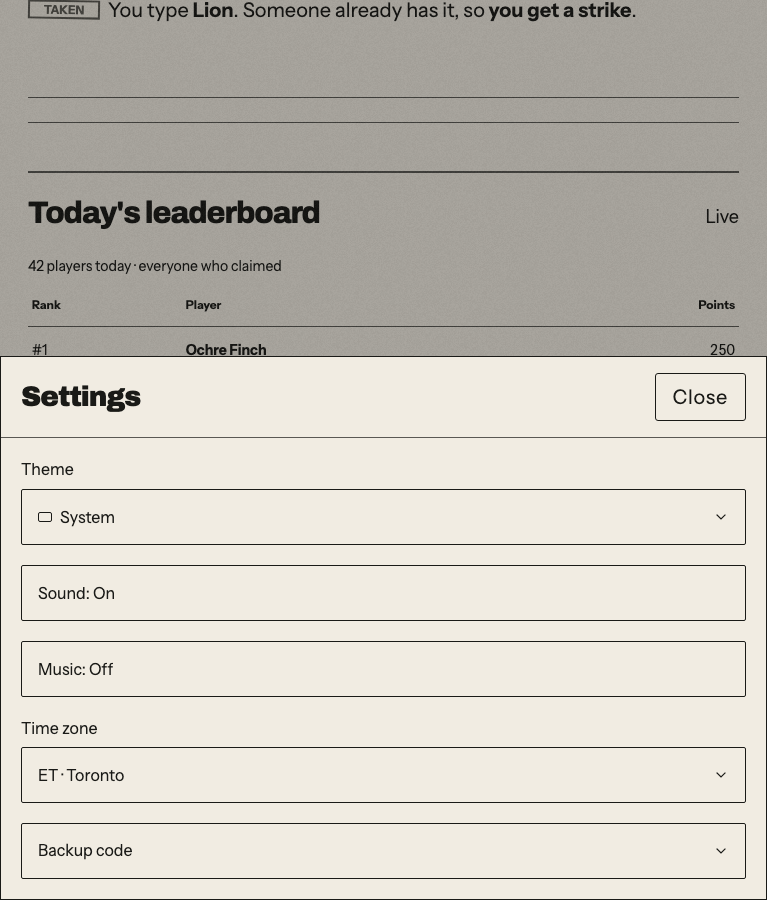 TAKEN You type Lion. Someone already has it, so you get a strike.
Today's leaderboard Live
42 players today · everyone who claimed
Rank Player Points
#1 Ochre Finch 250
Settings Close
Theme
System
Sound: On
Music: Off
Time zone
ET · Toronto
Backup code